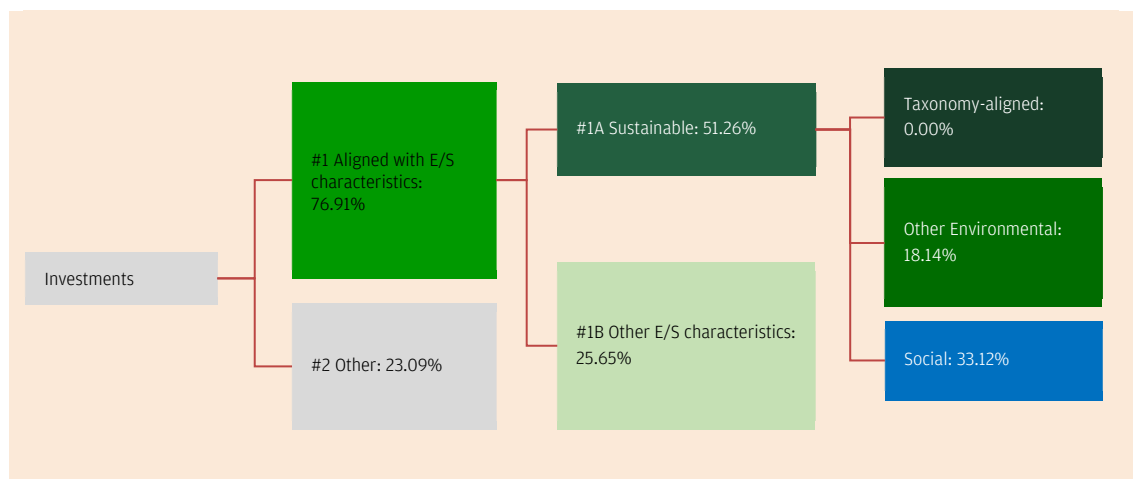 Investments
#1 Aligned with E/S
characteristics:
76.91%
#2 Other: 23.09%
#1A Sustainable: 51.26%
#1B Other E/S characteristics:
25.65%
Taxonomy-aligned:
0.00%
Other Environmental:
18.14%
Social: 33.12%